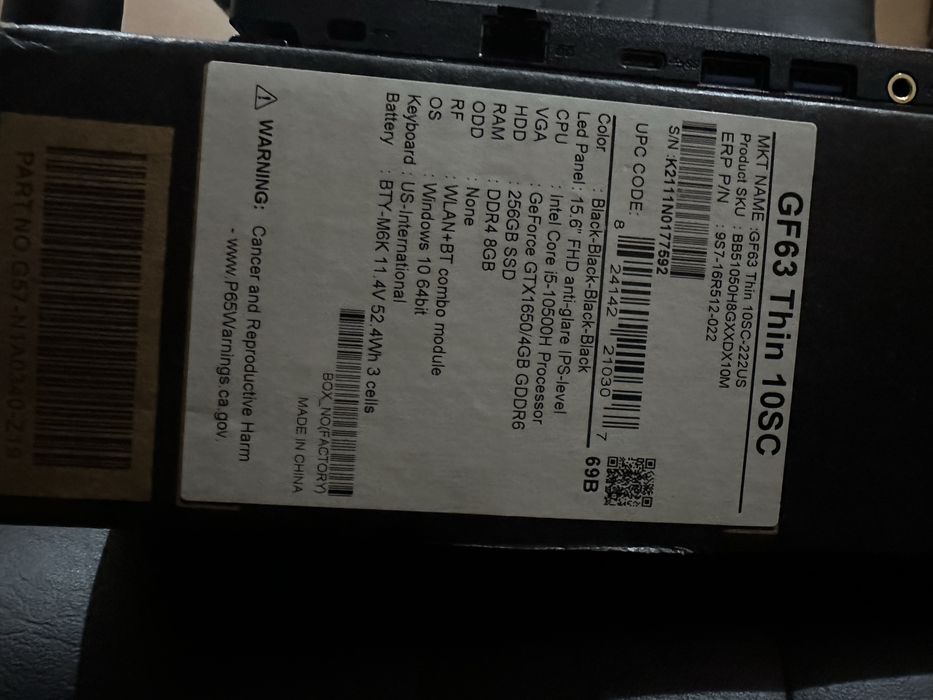 GF63 Thin 10SC
MKT NAME :GF63 Thin 10SC-222US
Product SKU : BB51050H8GXXDX10M
ERP P/N : 9S7-16R512-022
S/N :K2111N0177592
UPC CODE: 8 24142 21030 7
69B
Color : Black-Black-Black-Black
Led Panel : 15.6" FHD anti-glare IPS-level
CPU : Intel Core i5-10500H Processor
VGA : GeForce GTX1650/4GB GDDR6
HDD : 256GB SSD
RAM : DDR4 8GB
ODD : None
RF : WLAN+BT combo module
OS : Windows 10 64bit
Keyboard : US-International
Battery : BTY-M6K 11.4V 52.4Wh 3 cells
BOX_NO(FACTORY)
MADE IN CHINA
WARNING: Cancer and Reproductive Harm
- www.P65Warnings.ca.gov.
PART NO.